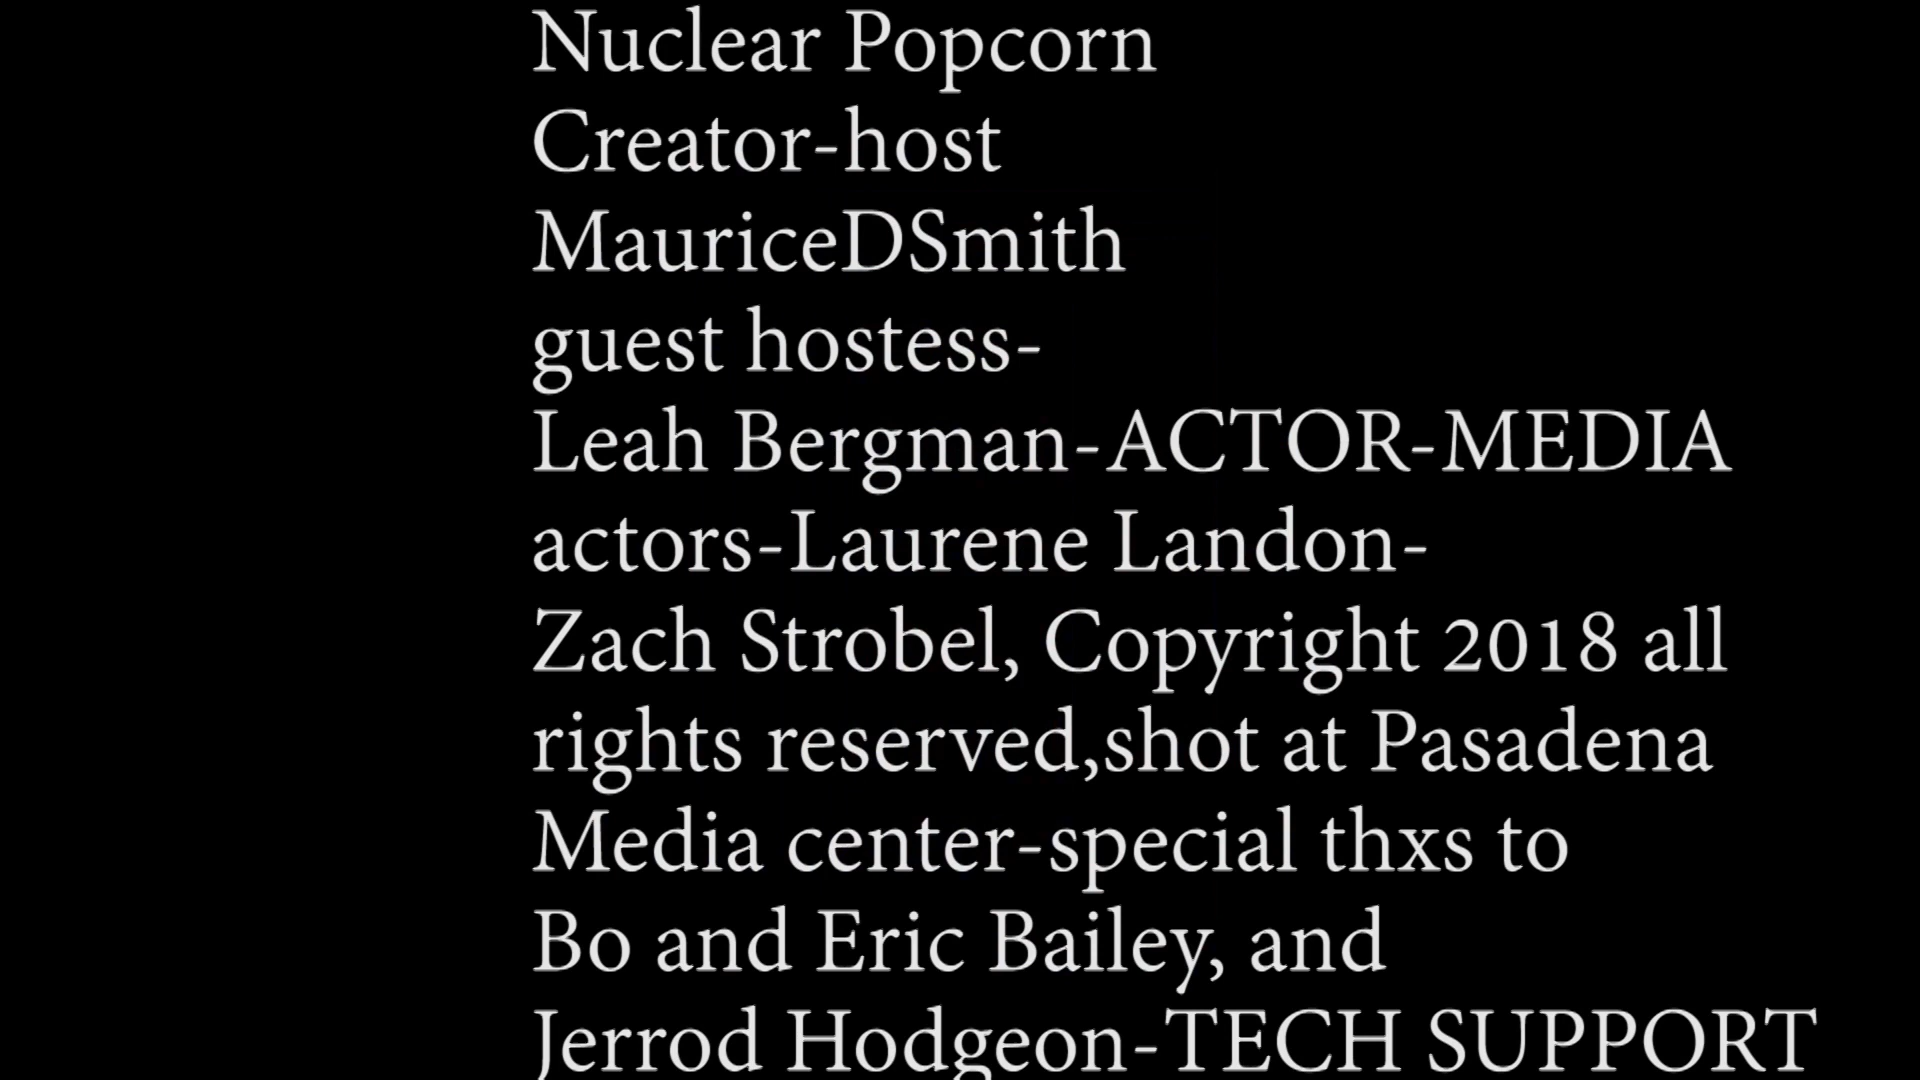 Nuclear Popcorn
Creator-host
MauriceDSmith
guest hostess-
Leah Bergman-ACTOR-MEDIA
actors-Laurene Landon-
Zach Strobel, Copyright 2018 all
rights reserved,shot at Pasadena
Media center-special thxs to
Bo and Eric Bailey, and
Jerrod Hodgeon-TECH SUPPORT